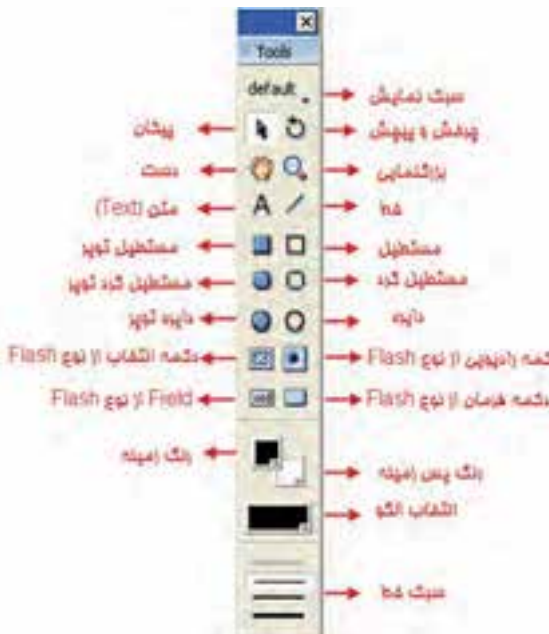 Tools
default
سبک نمایش
پیکان
چرخش و پیچش
دست
بزرگنمایی
متن (Text)
خط
مستطیل توپر
مستطیل
مستطیل گرد توپر
مستطیل گرد
دایره توپر
دایره
دکمه انتخاب از نوع Flash
کمه رادیویی از نوع Flash
Field از نوع Flash
دکمه فرمان از نوع Flash
رنگ زمینه
رنگ پس زمینه
انتخاب الگو
سبک خط